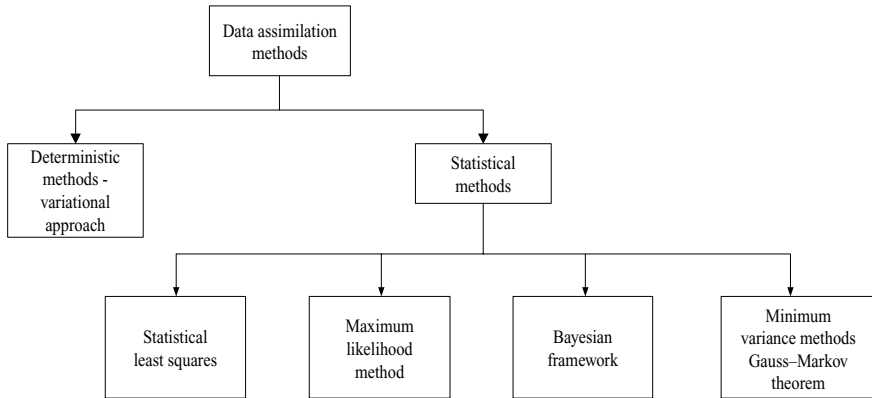 Data assimilation
methods
Deterministic
methods -
variational
approach
Statistical
methods
Statistical
least squares
Maximum
likelihood
method
Bayesian
framework
Minimum
variance methods
Gauss–Markov
theorem